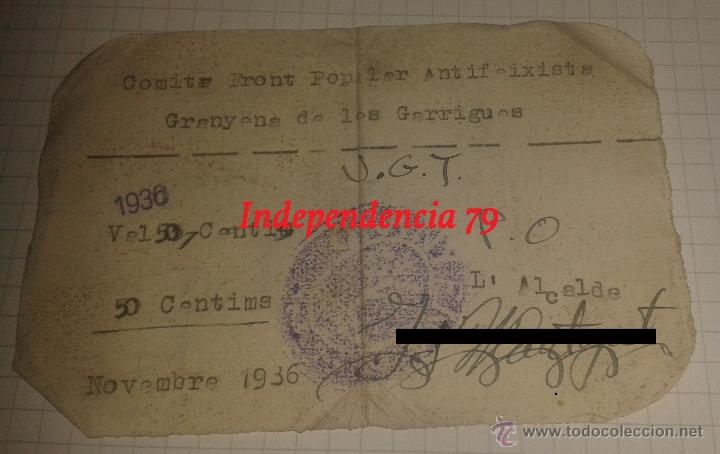 Comite Front Popular Antifeixista
Granyena de les Garrigues
U.G.T.
1936
Independencia 79
Val 50 Centims
P.O
L' Alcalde
50 Centims
Novembre 1936
todocoleccion
www.todocoleccion.net